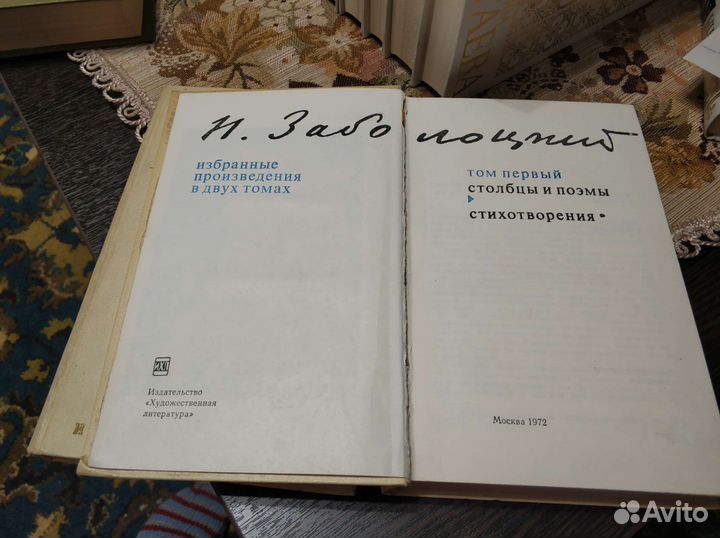 Н. Заболоцкий
избранные
произведения
в двух томах
том первый
столбцы и поэмы
стихотворения
Издательство
«Художественная
литература»
Москва 1972
Avito